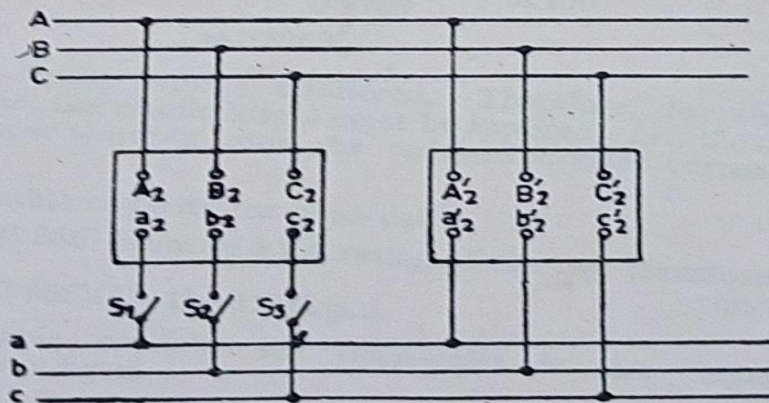 A
B
C
A₂ B₂ C₂ A'₂ B'₂ C'₂
a₂ b₂ c₂ a'₂ b'₂ c'₂
S1 S2 S3
a
b
c